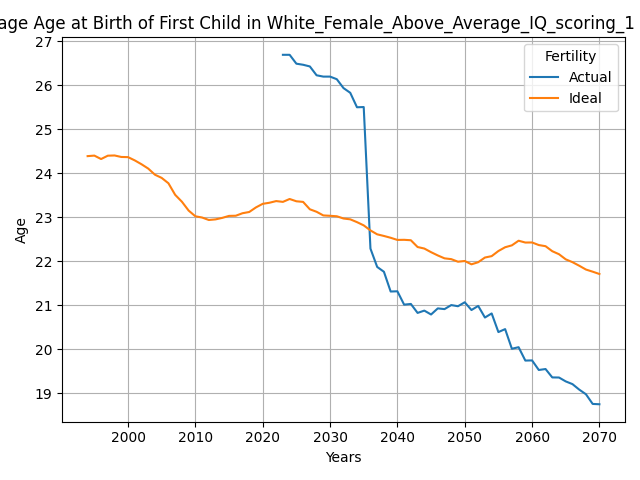 age Age at Birth of First Child in White_Female_Above_Average_IQ_scoring_1
Fertility
Actual
Ideal
27
26
25
24
23
22
21
20
19
Age
2000 2010 2020 2030 2040 2050 2060 2070
Years